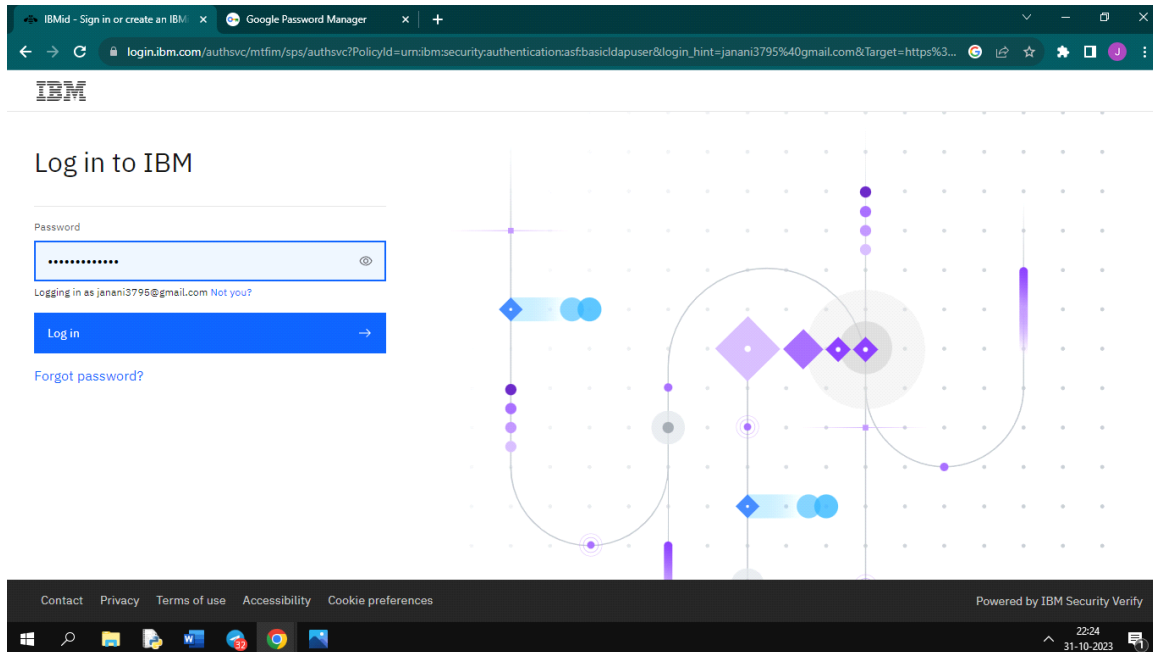 IBMid - Sign in or create an IBM
Google Password Manager
login.ibm.com/authsvc/mtfim/sps/authsvc?PolicyId=urn:ibm:security:authentication:asf:basicldapuser&login_hint=janani3795%40gmail.com&Target=https%3...
J
IBM
Log in to IBM
Password
Logging in as janani3795@gmail.com Not you?
Log in
Forgot password?
Contact Privacy Terms of use Accessibility Cookie preferences Powered by IBM Security Verify
32
22:24
31-10-2023
1